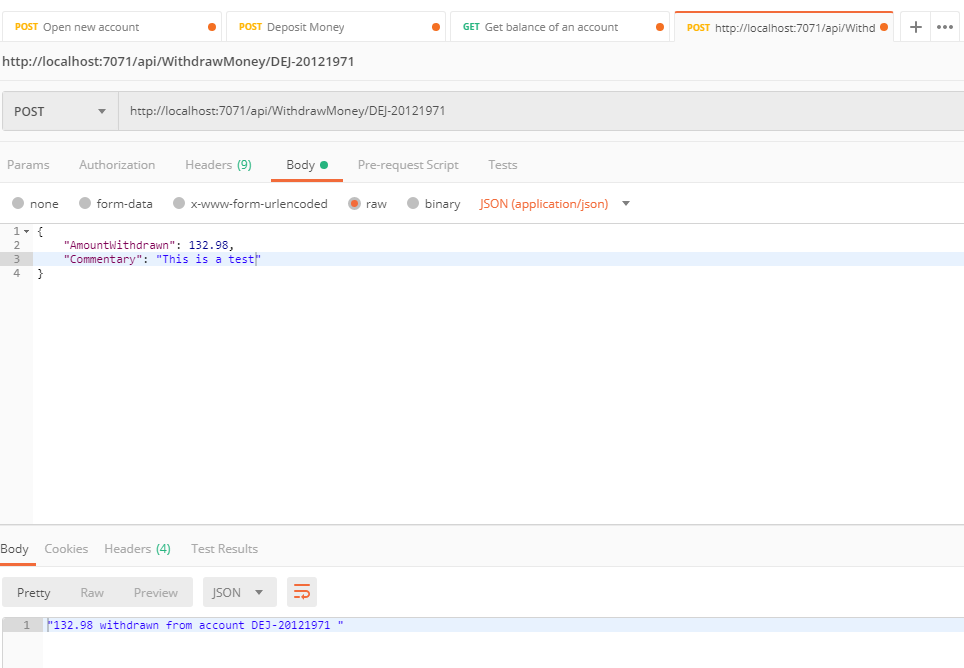 POST Open new account POST Deposit Money GET Get balance of an account POST http://localhost:7071/api/Withd
http://localhost:7071/api/WithdrawMoney/DEJ-20121971
POST http://localhost:7071/api/WithdrawMoney/DEJ-20121971
Params Authorization Headers (9) Body Pre-request Script Tests
none form-data x-www-form-urlencoded raw binary JSON (application/json)
1 {
2 "AmountWithdrawn": 132.98,
3 "Commentary": "This is a test"
4 }
Body Cookies Headers (4) Test Results
Pretty Raw Preview JSON
1 "132.98 withdrawn from account DEJ-20121971 "